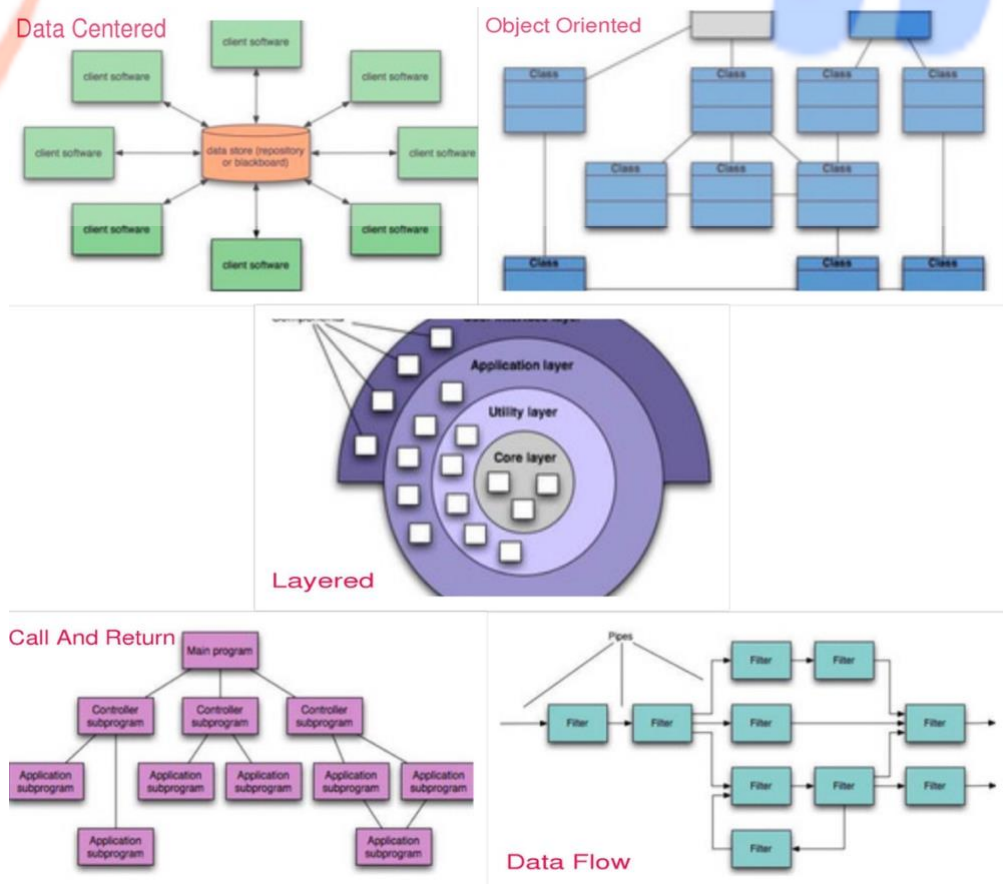 Data Centered
client software
client software
client software
client software
data store (repository
or blackboard)
client software
client software
client software
client software
Object Oriented
Class
Class
Class
Class
Class
Class
Class
Class
Class
Class
Application layer
Utility layer
Core layer
Layered
Call And Return
Main program
Controller
subprogram
Controller
subprogram
Controller
subprogram
Application
subprogram
Application
subprogram
Application
subprogram
Application
subprogram
Application
subprogram
Application
subprogram
Application
subprogram
Pipes
Filter
Filter
Filter
Filter
Filter
Filter
Filter
Filter
Filter
Filter
Data Flow